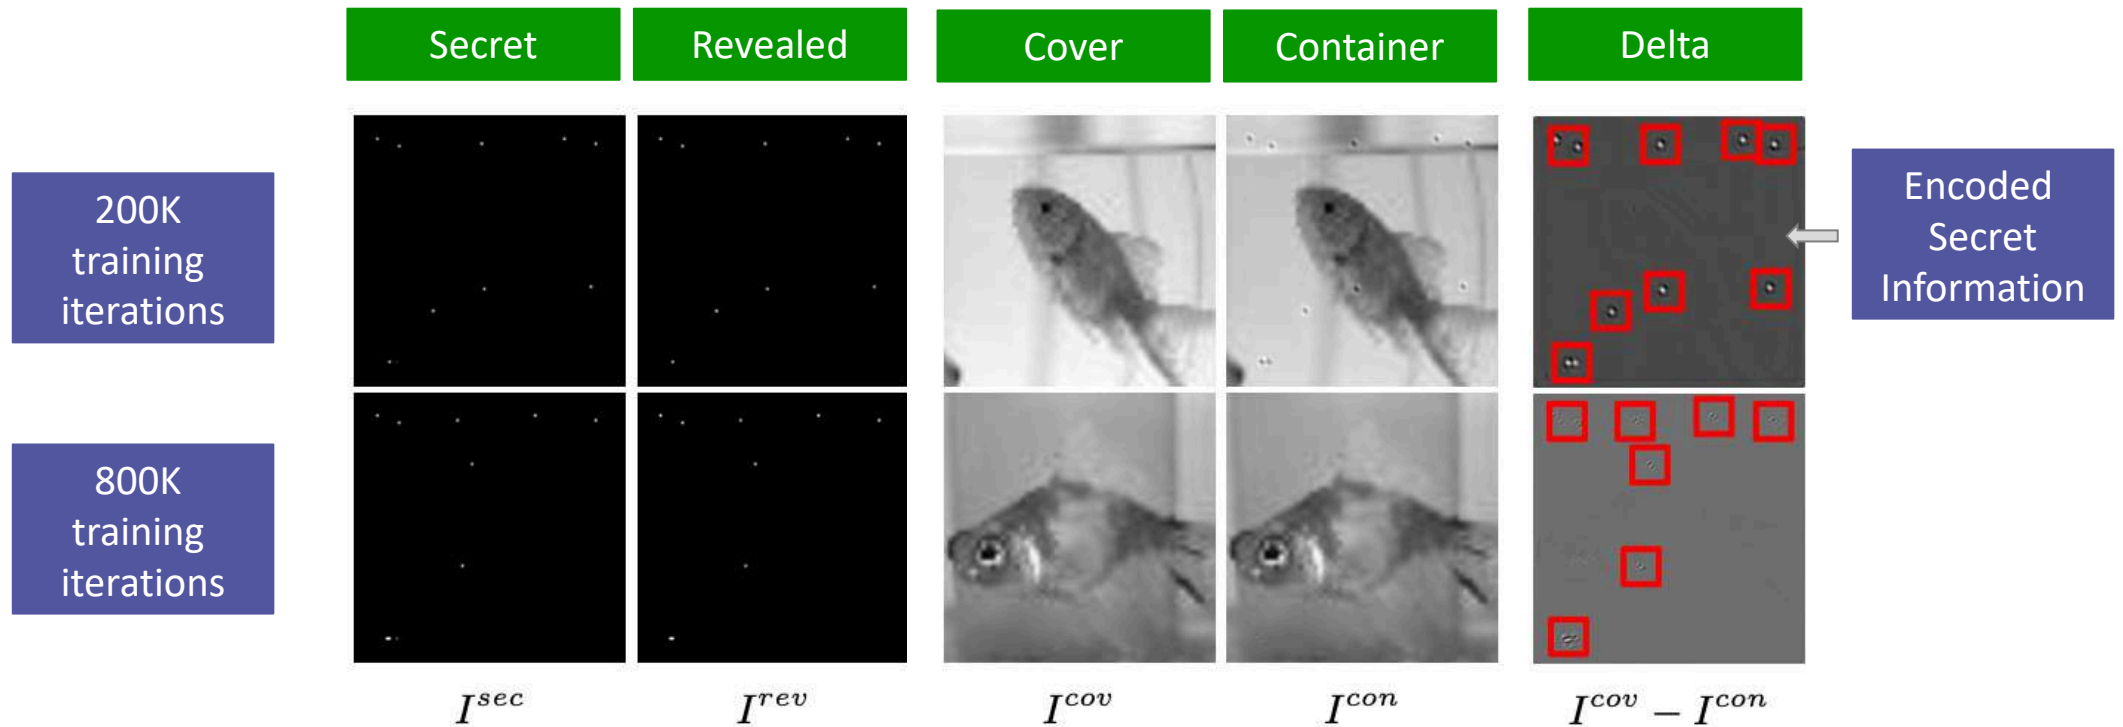 Secret
Revealed
Cover
Container
Delta
200K
training
iterations
Encoded
Secret
Information
800K
training
iterations
I^{sec}
I^{rev}
I^{cov}
I^{con}
I^{cov} - I^{con}